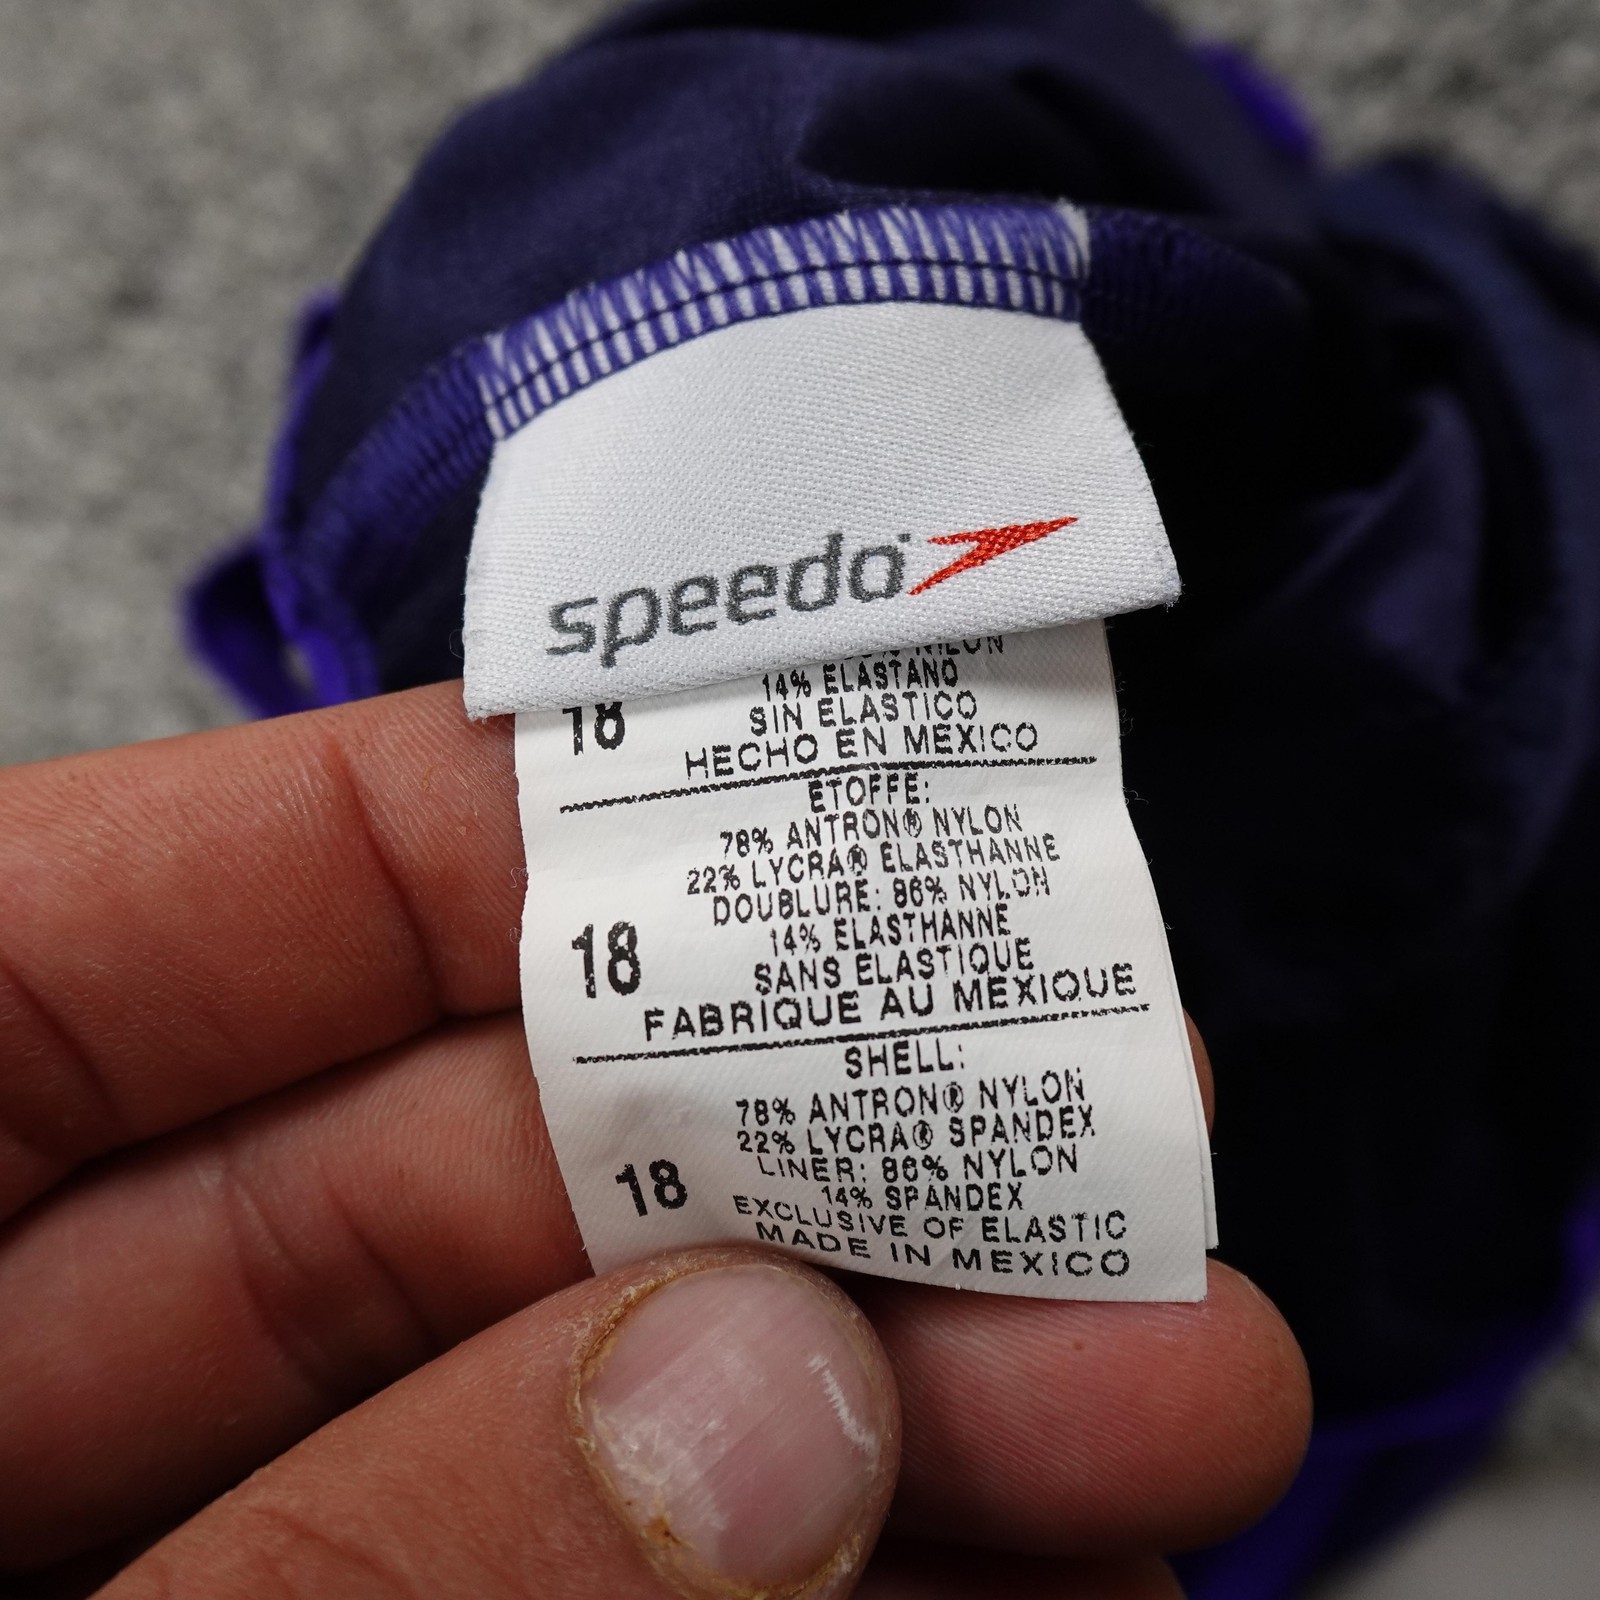 speedo
NILON
14% ELASTANO
SIN ELASTICO
18
HECHO EN MEXICO
ETOFFE:
78% ANTRON® NYLON
22% LYCRA® ELASTHANNE
DOUBLURE: 86% NYLON
14% ELASTHANNE
18
SANS ELASTIQUE
FABRIQUE AU MEXIQUE
SHELL:
78% ANTRON® NYLON
22% LYCRA® SPANDEX
LINER: 86% NYLON
18
14% SPANDEX
EXCLUSIVE OF ELASTIC
MADE IN MEXICO